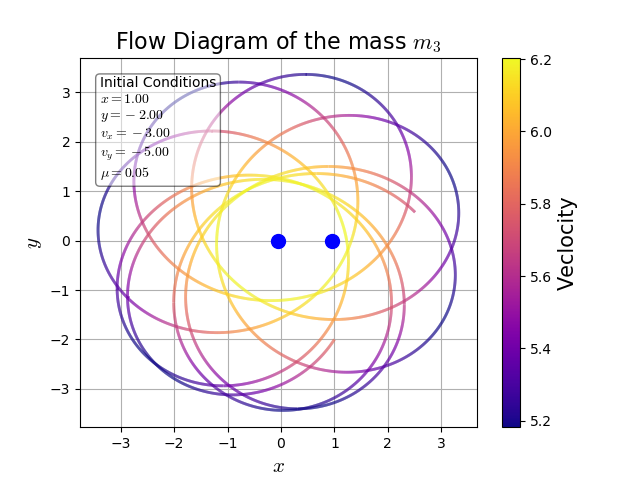 Flow Diagram of the mass m₃
Initial Conditions
x = 1.00
y = − 2.00
vₓ = −3.00
v_y = −5.00
μ = 0.05
3
2
1
0
−1
−2
−3
y
−3 −2 −1 0 1 2 3
x
6.2
6.0
5.8
5.6
5.4
5.2
Veclocity